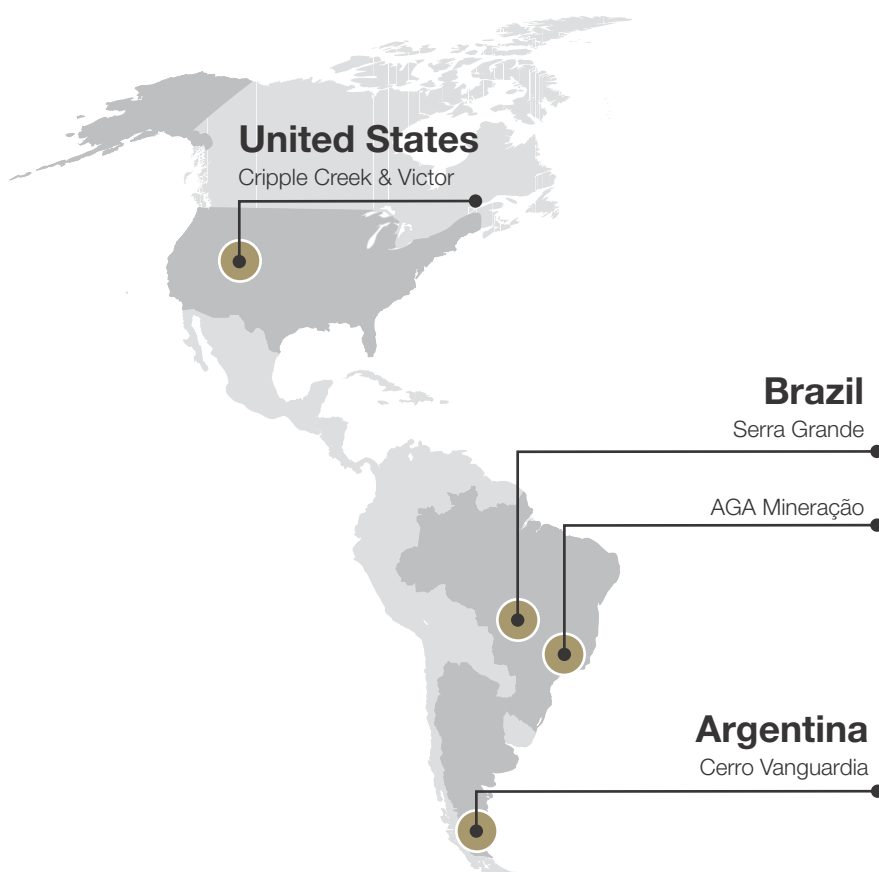 United States
Cripple Creek & Victor
Brazil
Serra Grande
AGA Mineração
Argentina
Cerro Vanguardia